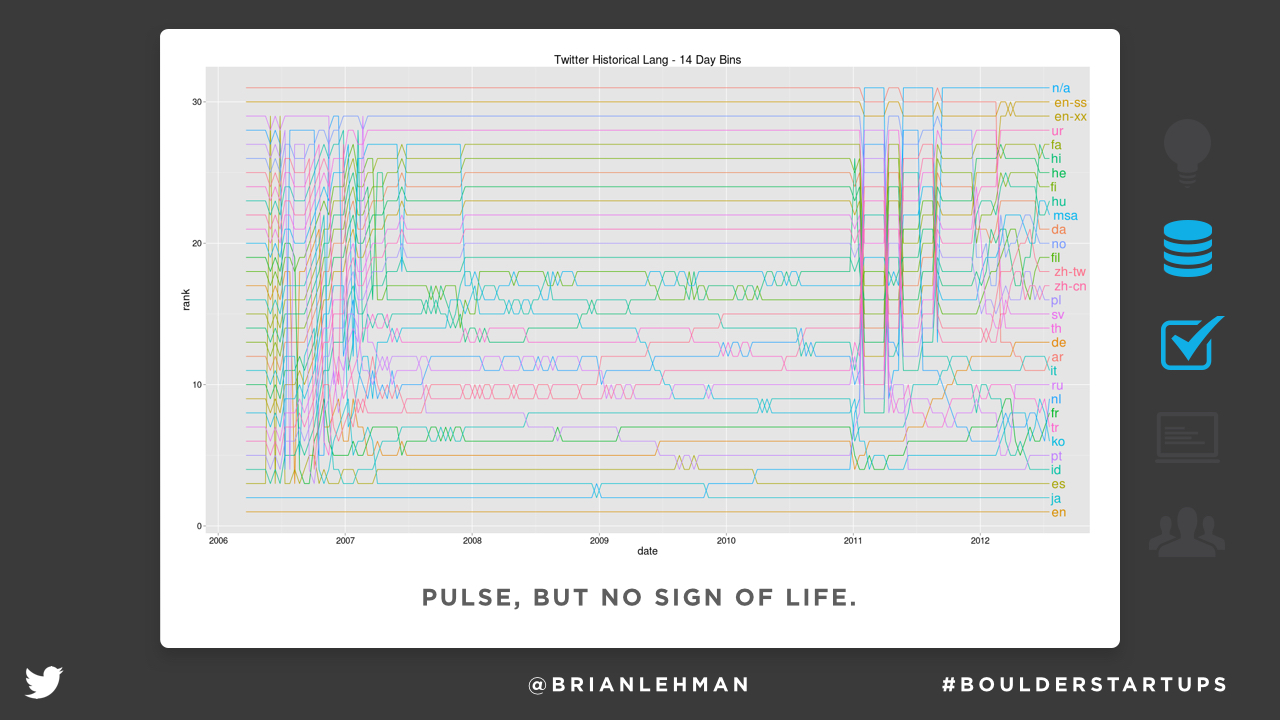 Twitter Historical Lang - 14 Day Bins
30
20
10
0
rank
2006 2007 2008 2009 2010 2011 2012
date
n/a
en-ss
en-xx
ur
fa
hi
he
fi
hu
msa
da
no
fil
zh-tw
zh-cn
pl
sv
th
de
ar
it
ru
nl
fr
tr
ko
pt
id
es
ja
en
PULSE, BUT NO SIGN OF LIFE.
@BRIANLEHMAN
#BOULDERSTARTUPS